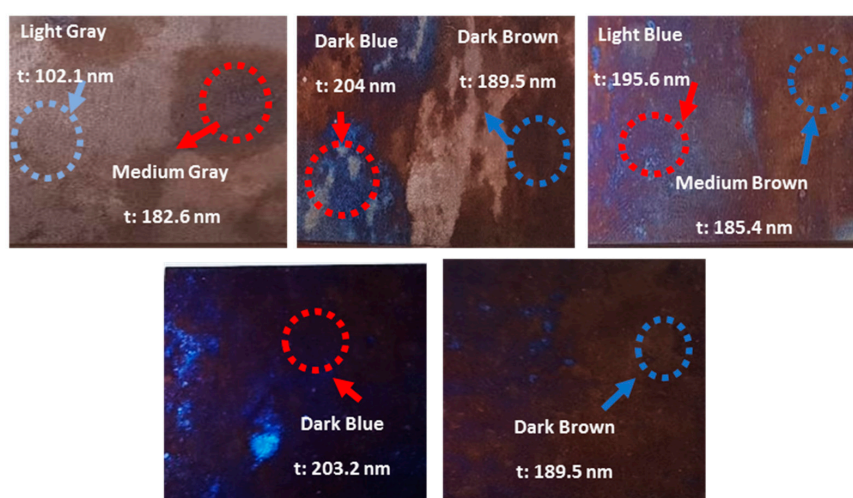 Light Gray
t: 102.1 nm
Medium Gray
t: 182.6 nm
Dark Blue
t: 204 nm
Dark Brown
t: 189.5 nm
Light Blue
t: 195.6 nm
Medium Brown
t: 185.4 nm
Dark Blue
t: 203.2 nm
Dark Brown
t: 189.5 nm